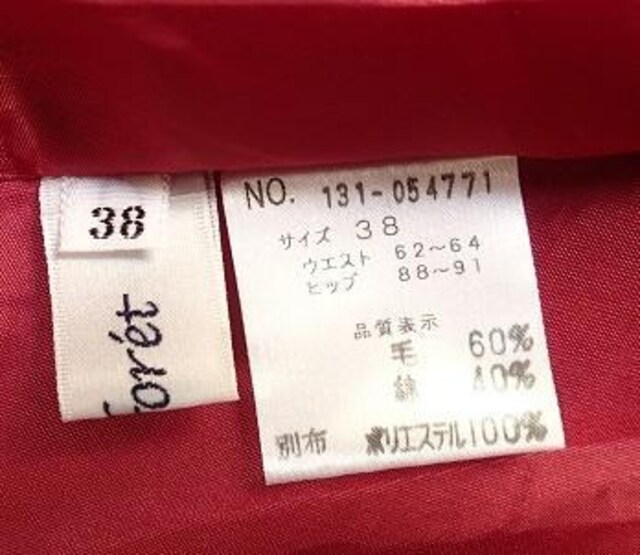 38
forêt
NO. 131-054771
サイズ 38
ウエスト 62~64
ヒップ 88~91
品質表示
毛 60%
綿 40%
別布 ポリエステル100%